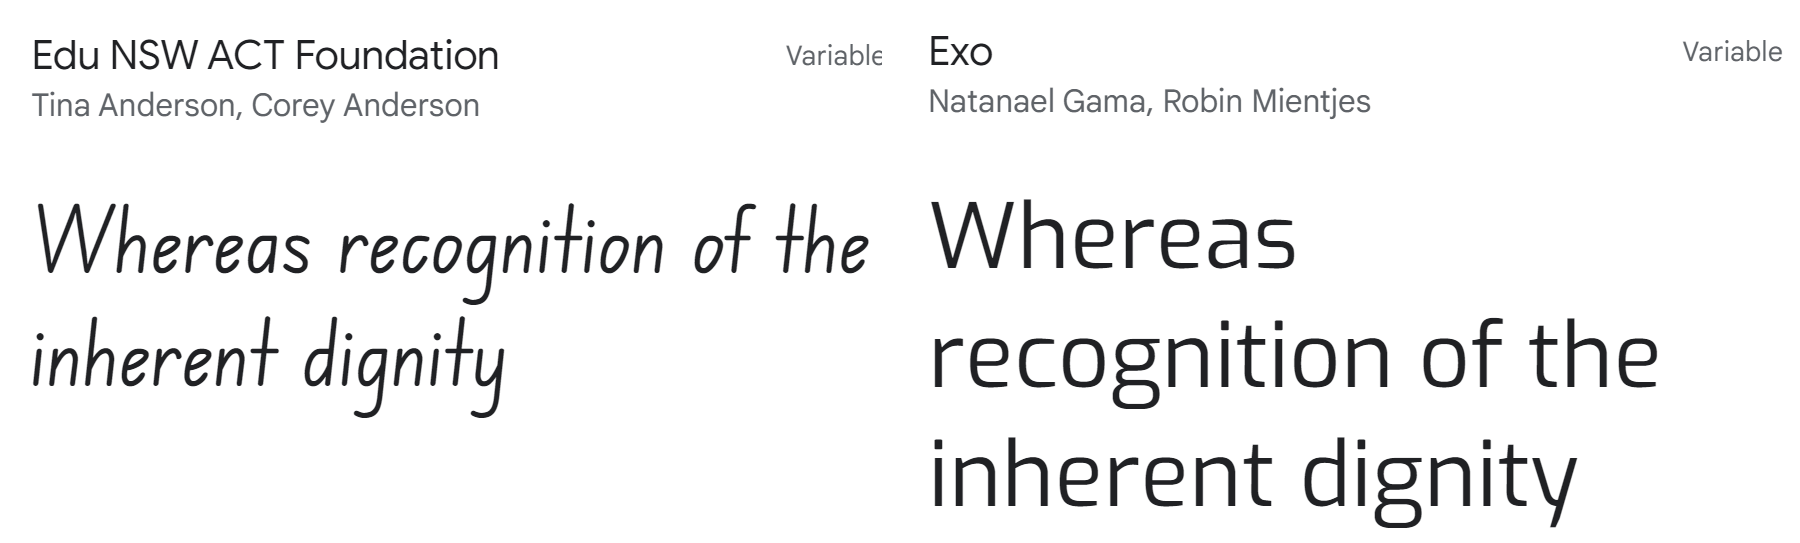 Edu NSW ACT Foundation
Variable
Tina Anderson, Corey Anderson
Whereas recognition of the
inherent dignity
Exo
Variable
Natanael Gama, Robin Mientjes
Whereas
recognition of the
inherent dignity